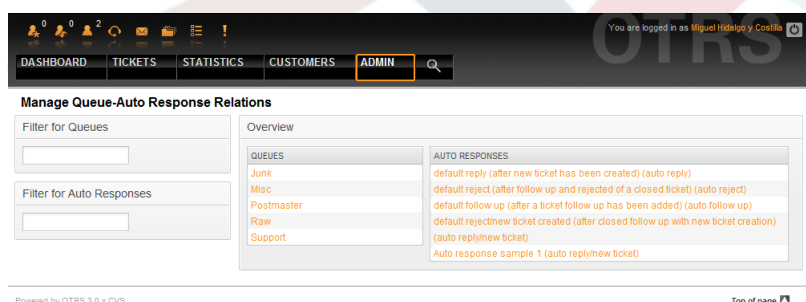 0 0 2
You are logged in as Miguel Hidalgo y Costilla
OTRS
DASHBOARD TICKETS STATISTICS CUSTOMERS ADMIN
Manage Queue-Auto Response Relations
Filter for Queues
Filter for Auto Responses
Overview
QUEUES
Junk
Misc
Postmaster
Raw
Support
AUTO RESPONSES
default reply (after new ticket has been created) (auto reply)
default reject (after follow up and rejected of a closed ticket) (auto reject)
default follow up (after a ticket follow up has been added) (auto follow up)
default reject/new ticket created (after closed follow up with new ticket creation)
(auto reply/new ticket)
Auto response sample 1 (auto reply/new ticket)
Powered by OTRS 3.0.x CVS
Top of page